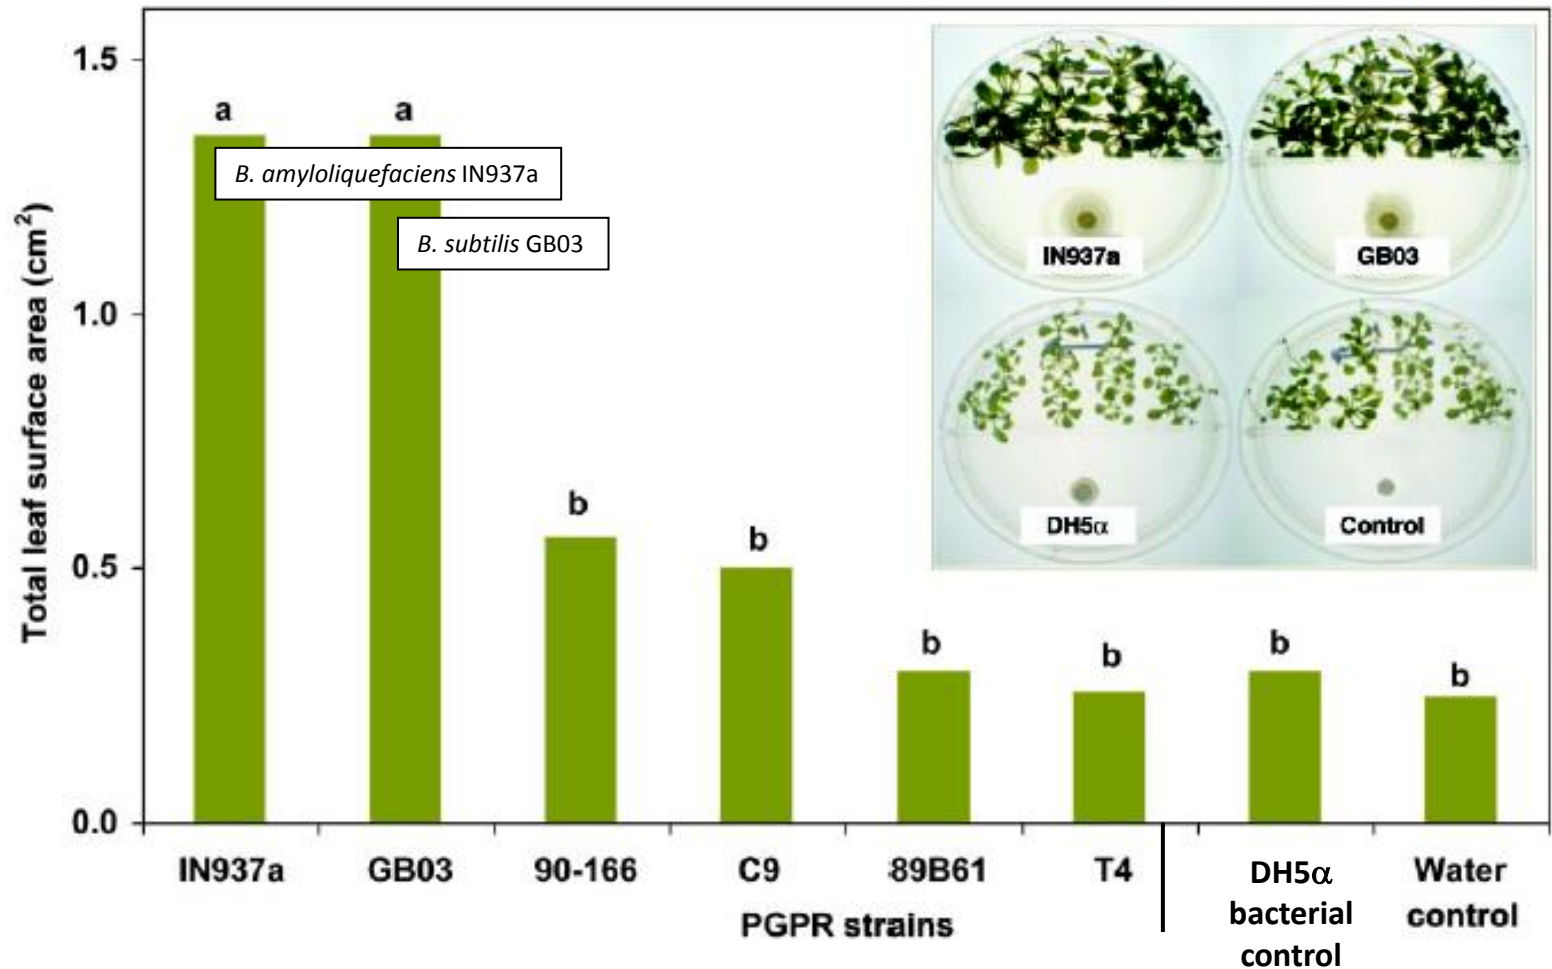 Total leaf surface area (cm²)
1.5
1.0
0.5
0.0
a
a
b
b
b
b
b
b
B. amyloliquefaciens IN937a
B. subtilis GB03
IN937a
GB03
DH5α
Control
IN937a
GB03
90-166
C9
89B61
T4
DH5α
bacterial
control
Water
control
PGPR strains